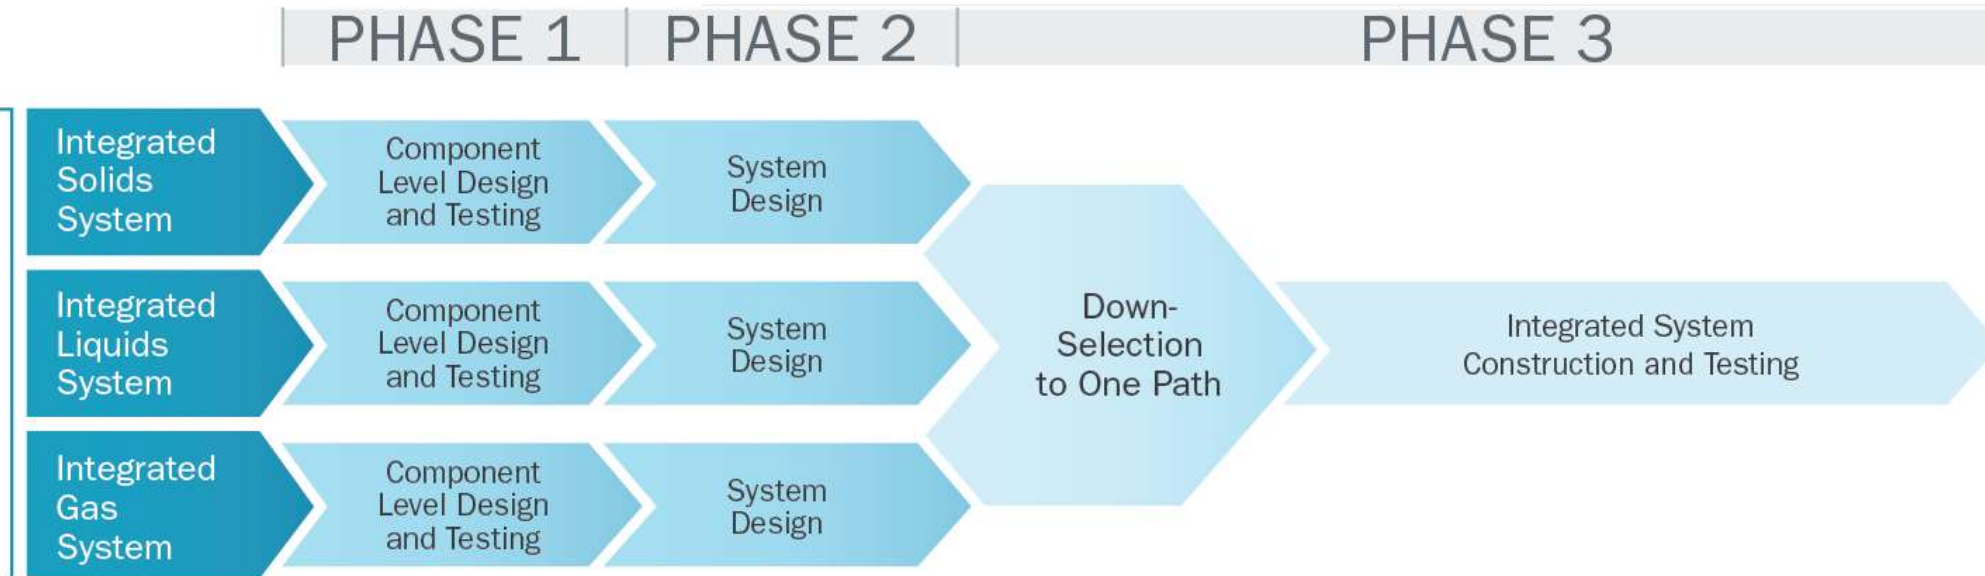 PHASE 1
PHASE 2
PHASE 3
Integrated
Solids
System
Component
Level Design
and Testing
System
Design
Integrated
Liquids
System
Component
Level Design
and Testing
System
Design
Integrated
Gas
System
Component
Level Design
and Testing
System
Design
Down-
Selection
to One Path
Integrated System
Construction and Testing